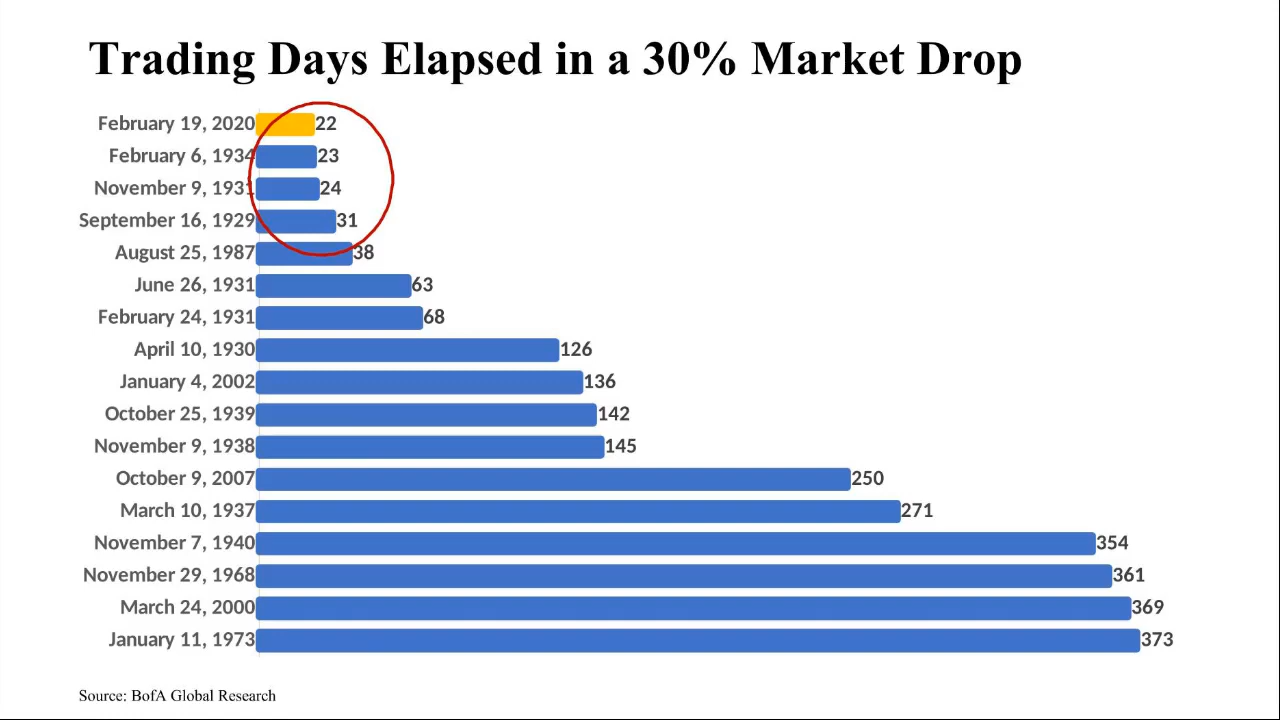 Trading Days Elapsed in a 30% Market Drop
February 19, 2020 22
February 6, 1934 23
November 9, 1931 24
September 16, 1929 31
August 25, 1987 38
June 26, 1931 63
February 24, 1931 68
April 10, 1930 126
January 4, 2002 136
October 25, 1939 142
November 9, 1938 145
October 9, 2007 250
March 10, 1937 271
November 7, 1940 354
November 29, 1968 361
March 24, 2000 369
January 11, 1973 373
Source: BofA Global Research